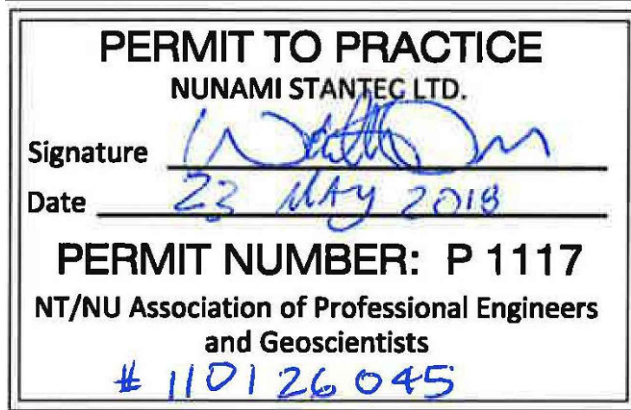 PERMIT TO PRACTICE
NUNAMI STANTEC LTD.
Signature
Date 23 MAY 2018
PERMIT NUMBER: P 1117
NT/NU Association of Professional Engineers
and Geoscientists
# 110126045